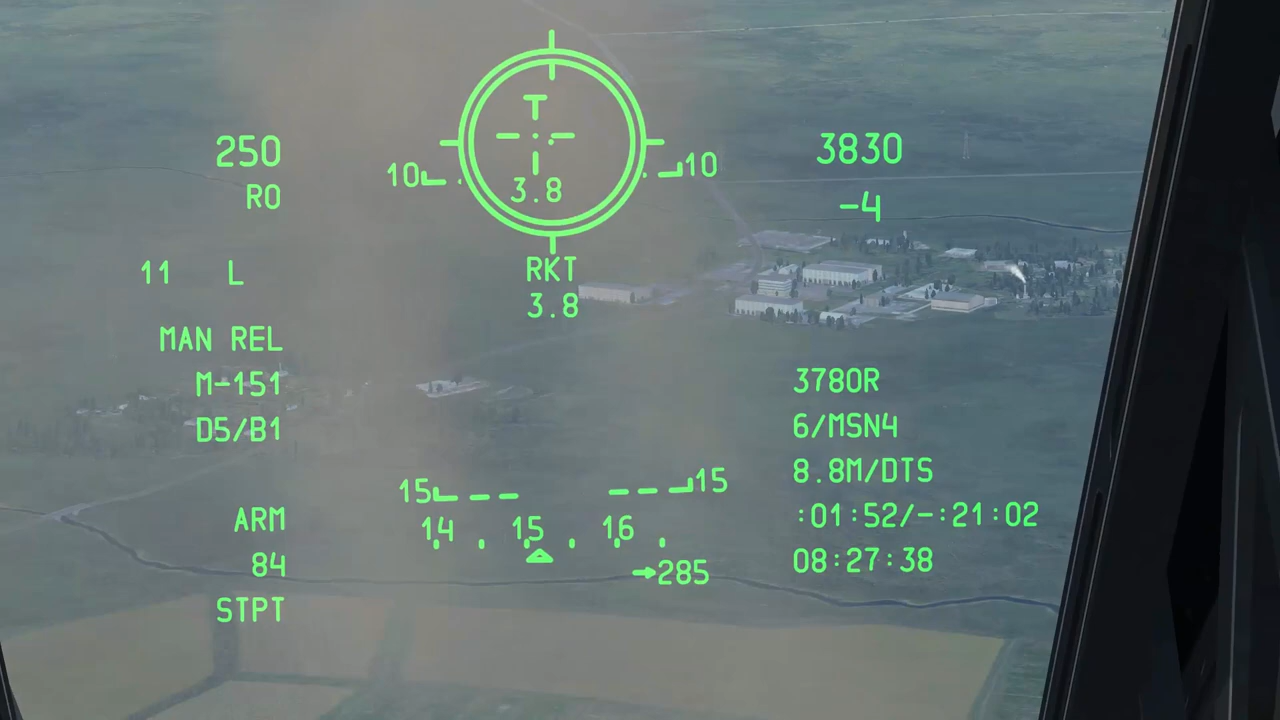 250
RO
T
3.8
10 10
3830
-4
11 L
RKT
3.8
MAN REL
M-151
D5/B1
3780R
6/MSN4
8.8M/DTS
:01:52/-:21:02
08:27:38
15 15
14 15 16
285
ARM
84
STPT